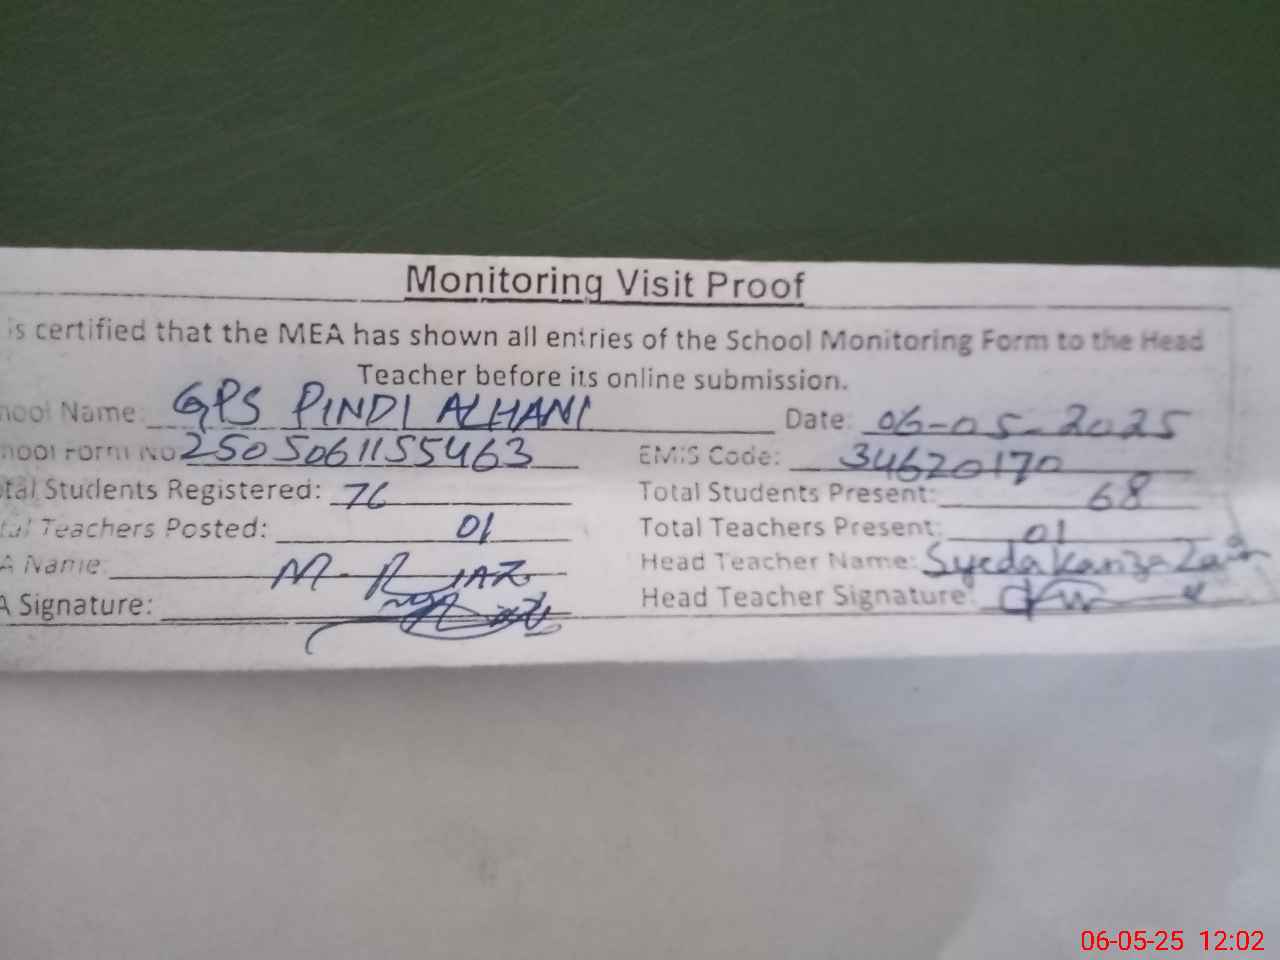 Monitoring Visit Proof
is certified that the MEA has shown all entries of the School Monitoring Form to the Head
Teacher before its online submission.
hool Name: GPS PINDI ALHANI Date: 06-05-2025
hool Form No 2505061155463 EMIS Code: 34620170
tal Students Registered: 76 Total Students Present: 68
tal Teachers Posted: 01 Total Teachers Present: 01
A Name: M. RIAZ Head Teacher Name: Syeda Kanza
A Signature: Head Teacher Signature:
06-05-25 12:02